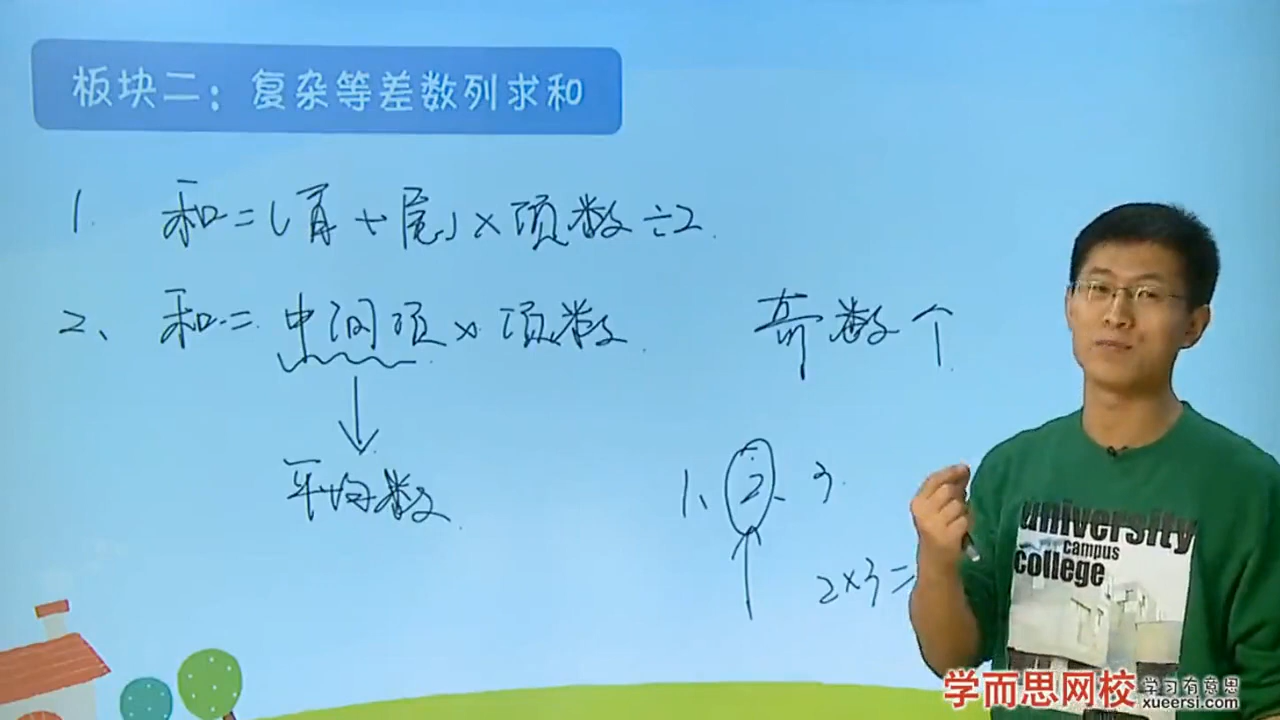 板块二：复杂等差数列求和
1. 和=(首+尾)×项数÷2.
2、和=中间项×项数. 奇数个.
平均数.
1、2、3.
2×3=
university
campus
college
学而思网校 学习有意思
xueersi.com